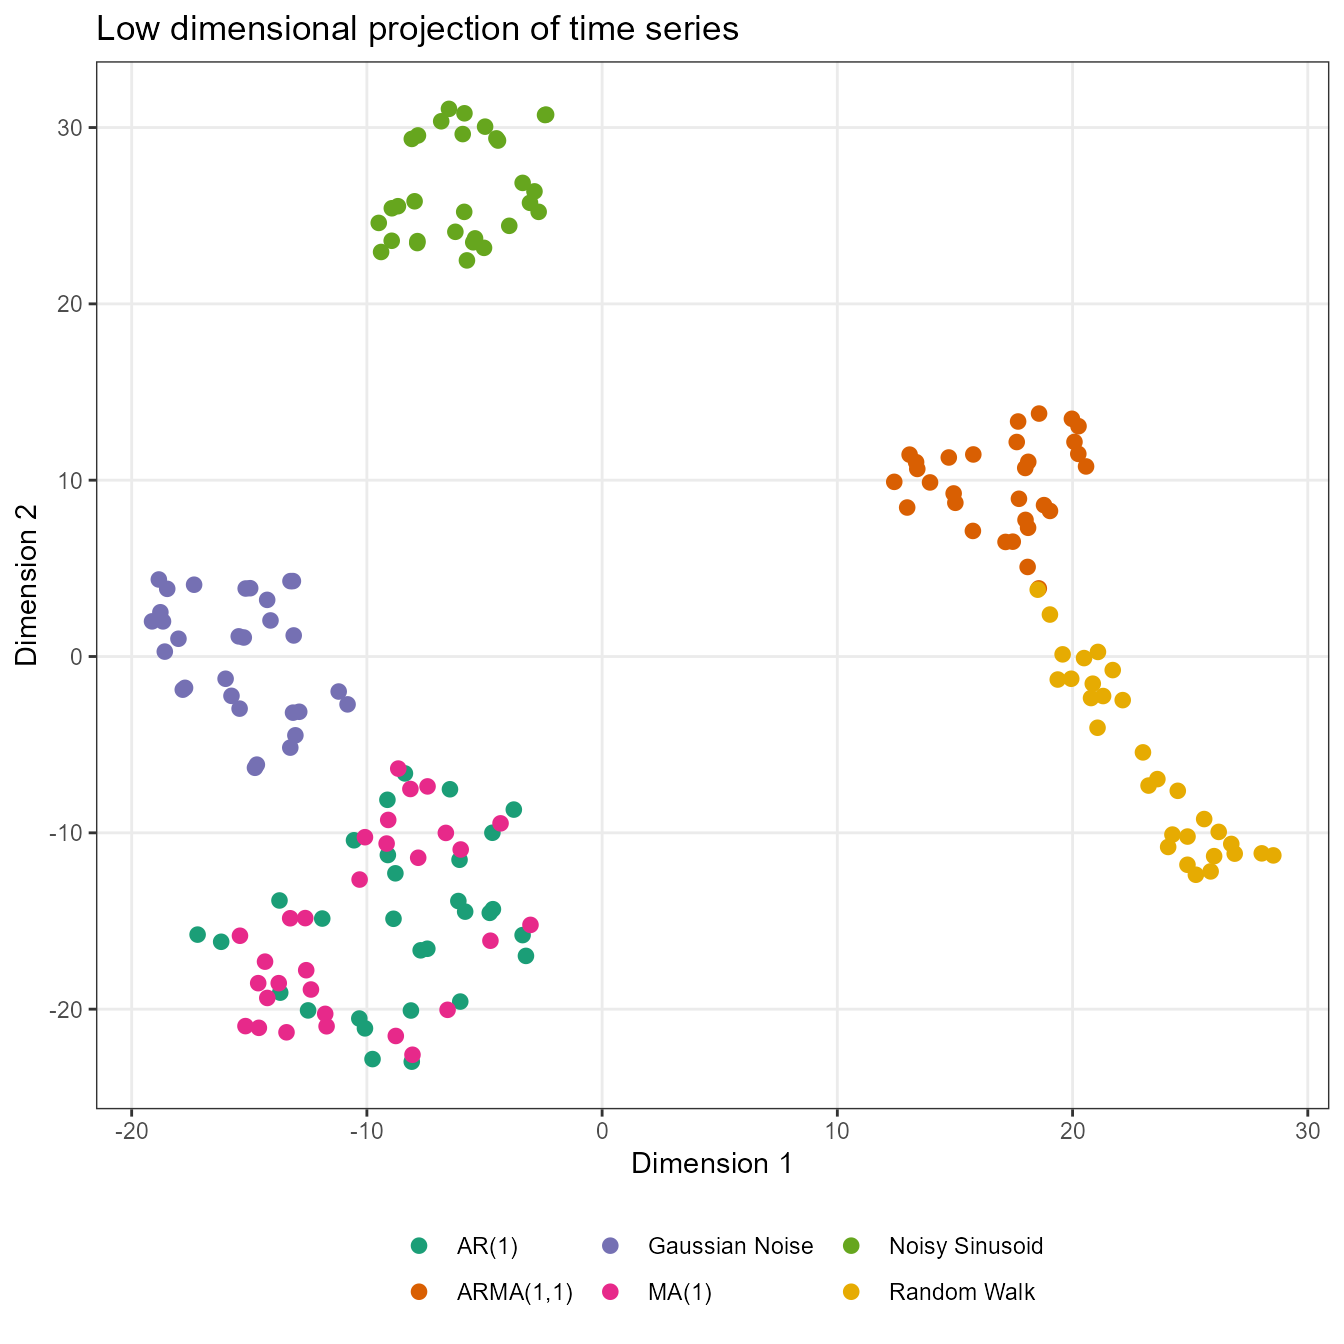 Low dimensional projection of time series
30
20
10
0
-10
-20
Dimension 2
-20 -10 0 10 20 30
Dimension 1
AR(1) Gaussian Noise Noisy Sinusoid
ARMA(1,1) MA(1) Random Walk